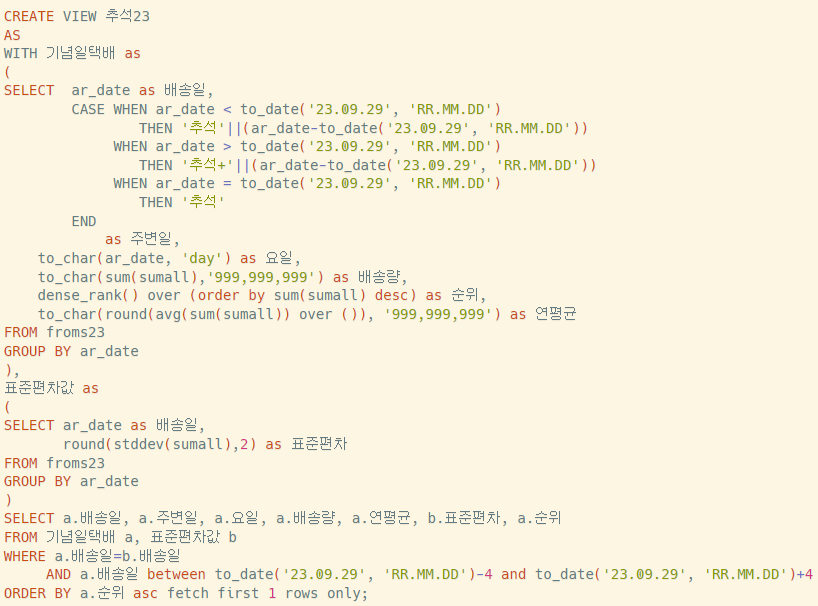 CREATE VIEW 추석23
AS
WITH 기념일택배 as
(
SELECT  ar_date as 배송일,
        CASE WHEN ar_date < to_date('23.09.29', 'RR.MM.DD')
                THEN '추석'||(ar_date-to_date('23.09.29', 'RR.MM.DD'))
             WHEN ar_date > to_date('23.09.29', 'RR.MM.DD')
                THEN '추석+'||(ar_date-to_date('23.09.29', 'RR.MM.DD'))
             WHEN ar_date = to_date('23.09.29', 'RR.MM.DD')
                THEN '추석'
        END
            as 주변일,
    to_char(ar_date, 'day') as 요일,
    to_char(sum(sumall),'999,999,999') as 배송량,
    dense_rank() over (order by sum(sumall) desc) as 순위,
    to_char(round(avg(sum(sumall)) over ()), '999,999,999') as 연평균
FROM froms23
GROUP BY ar_date
),
표준편차값 as
(
SELECT ar_date as 배송일,
       round(stddev(sumall),2) as 표준편차
FROM froms23
GROUP BY ar_date
)
SELECT a.배송일, a.주변일, a.요일, a.배송량, a.연평균, b.표준편차, a.순위
FROM 기념일택배 a, 표준편차값 b
WHERE a.배송일=b.배송일
     AND a.배송일 between to_date('23.09.29', 'RR.MM.DD')-4 and to_date('23.09.29', 'RR.MM.DD')+4
ORDER BY a.순위 asc fetch first 1 rows only;